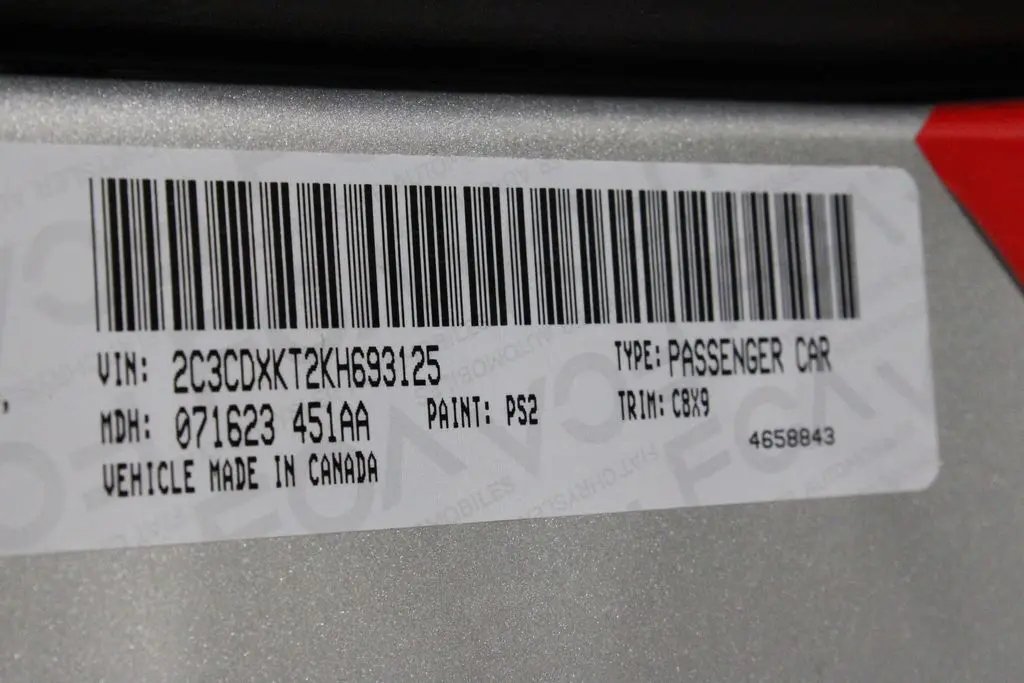 VIN: 2C3CDXKT2KH693125
TYPE: PASSENGER CAR
MDH: 071623 451AA
PAINT: PS2
TRIM: C8X9
VEHICLE MADE IN CANADA
4658843